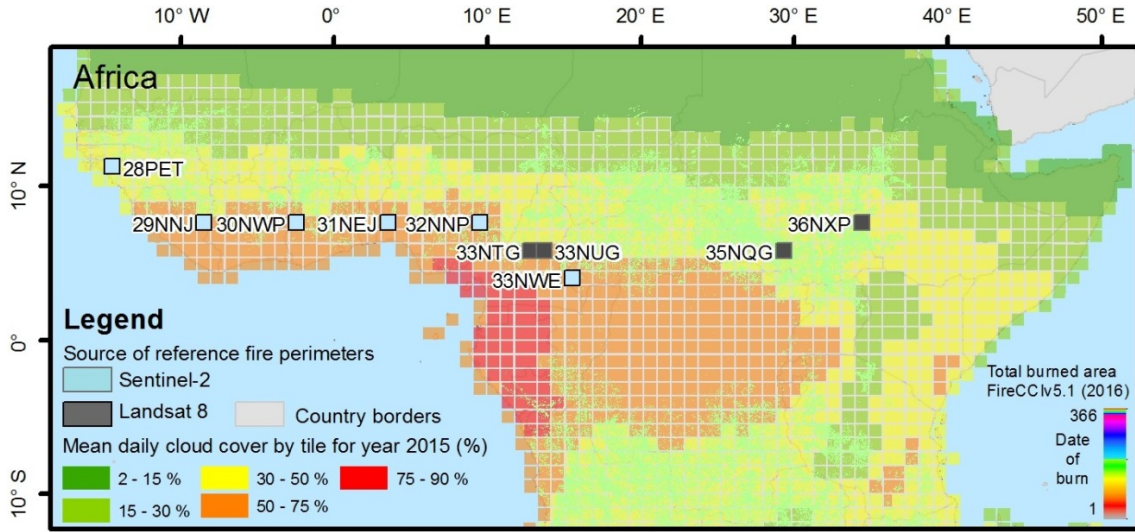 10° W 0° 10° E 20° E 30° E 40° E 50° E
Africa
28PET
10° N
29NNJ 30NWP 31NEJ 32NNP 36NXP
33NTG 33NUG 35NQG
33NWE
Legend
0°
Source of reference fire perimeters
Sentinel-2
Landsat 8 Country borders
Mean daily cloud cover by tile for year 2015 (%)
2 - 15 % 30 - 50 % 75 - 90 %
15 - 30 % 50 - 75 %
10° S
Total burned area
FireCCIv5.1 (2016)
366
Date
of
burn
1